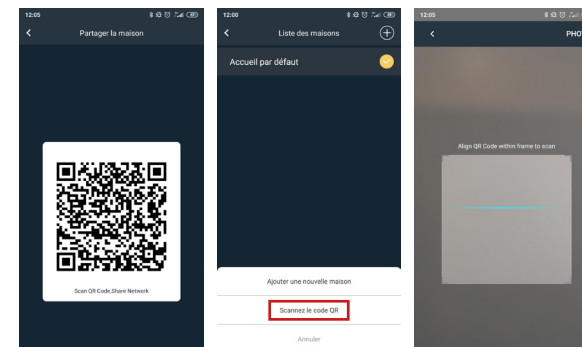 12:05
Partager la maison
Scan QR Code,Share Network
12:00
Liste des maisons
Accueil par défaut
Ajouter une nouvelle maison
Scannez le code QR
Annuler
12:05
Align QR Code within frame to scan